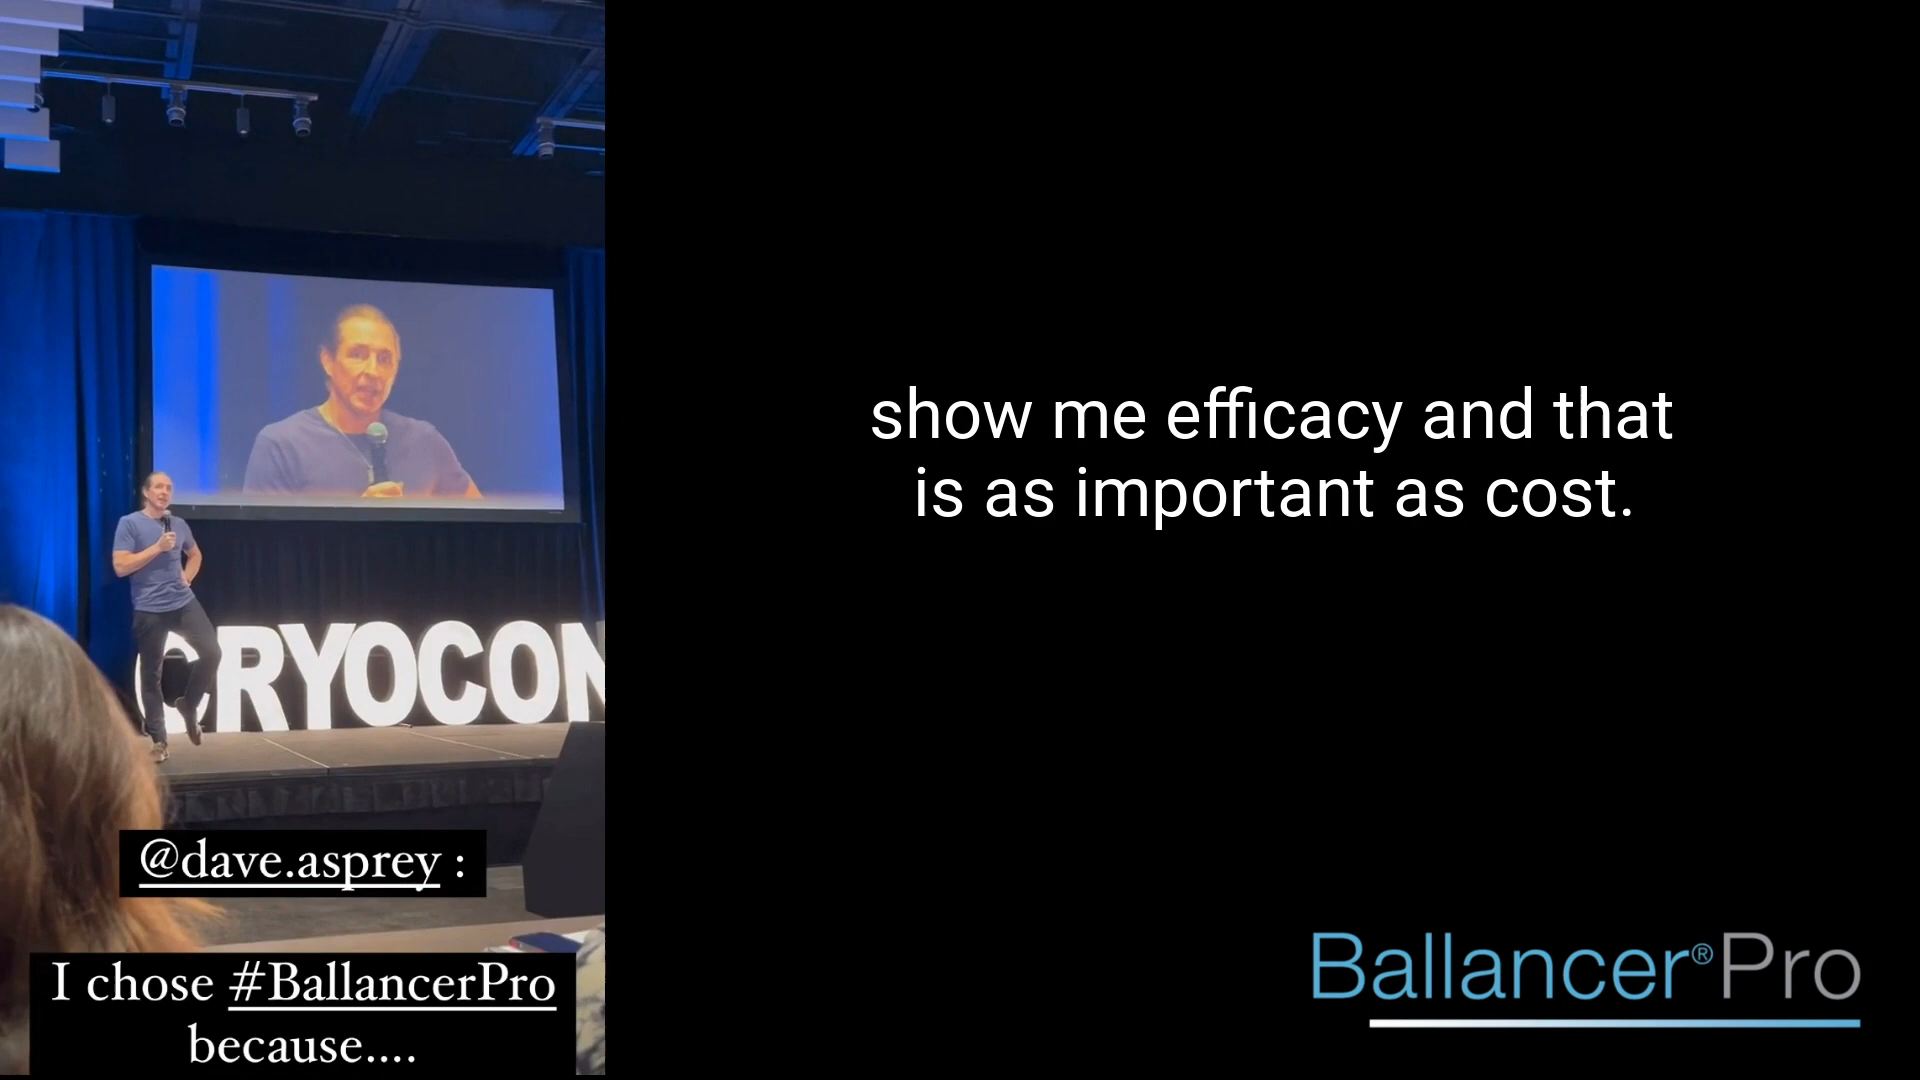 CRYOCON
@dave.asprey :
I chose #BallancerPro
because....
show me efficacy and that
is as important as cost.
Ballancer®Pro